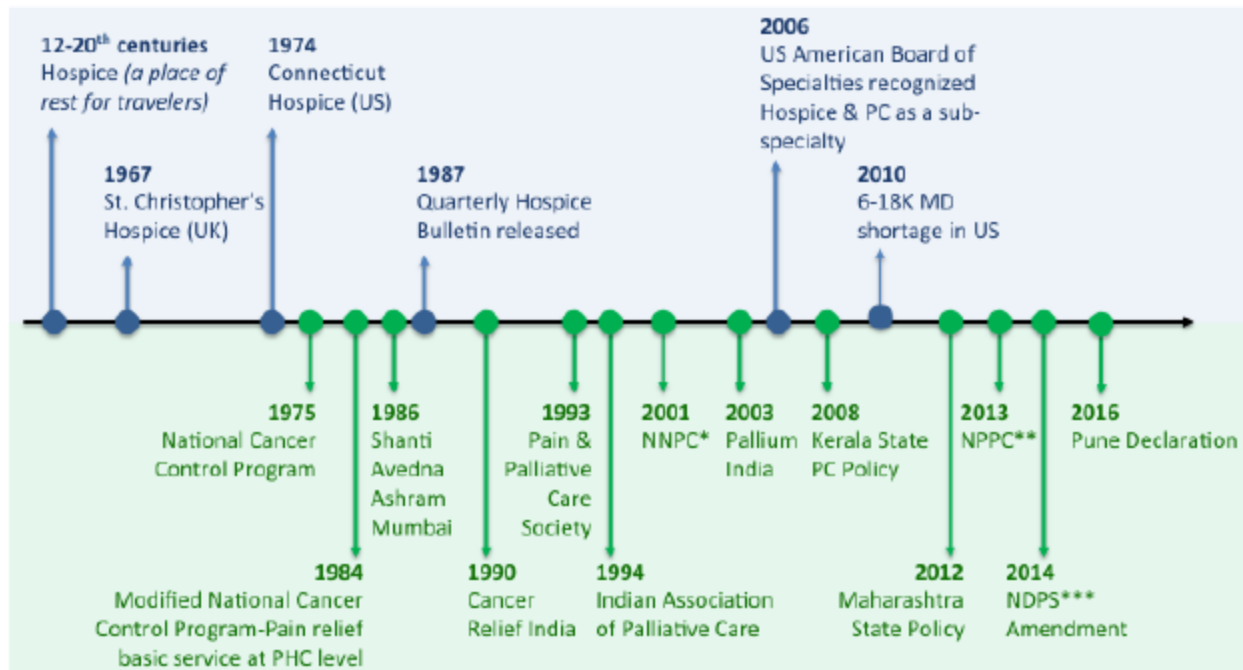 12-20th centuries
Hospice (a place of
rest for travelers)
1967
St. Christopher's
Hospice (UK)
1974
Connecticut
Hospice (US)
1987
Quarterly Hospice
Bulletin released
2006
US American Board of
Specialties recognized
Hospice & PC as a sub-
specialty
2010
6-18K MD
shortage in US
1975
National Cancer
Control Program
1984
Modified National Cancer
Control Program-Pain relief
basic service at PHC level
1986
Shanti
Avedna
Ashram
Mumbai
1990
Cancer
Relief India
1993
Pain &
Palliative
Care
Society
1994
Indian Association
of Palliative Care
2001
NNPC*
2003
Pallium
India
2008
Kerala State
PC Policy
2012
Maharashtra
State Policy
2013
NPPC**
2014
NDPS***
Amendment
2016
Pune Declaration